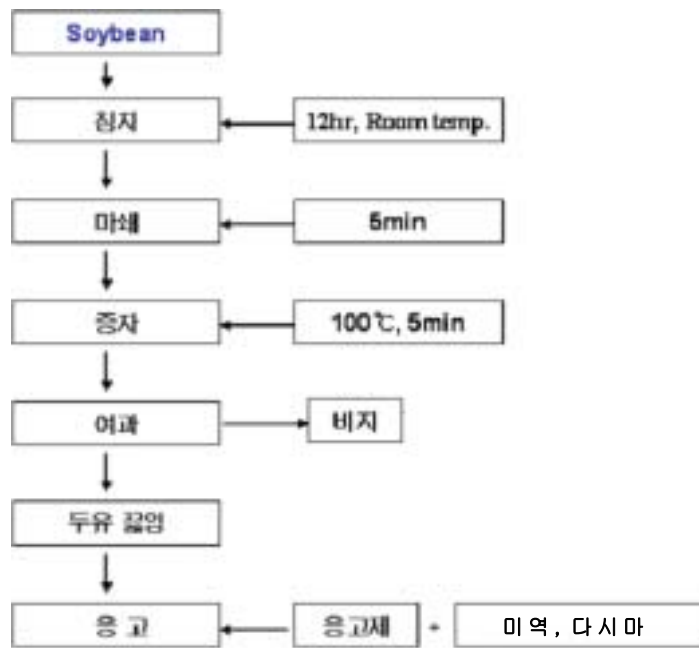 Soybean
침지
12hr, Room temp.
마쇄
5min
증자
100℃, 5min
여과
비지
두유 끓임
응 고
응고제 + 미역, 다시마